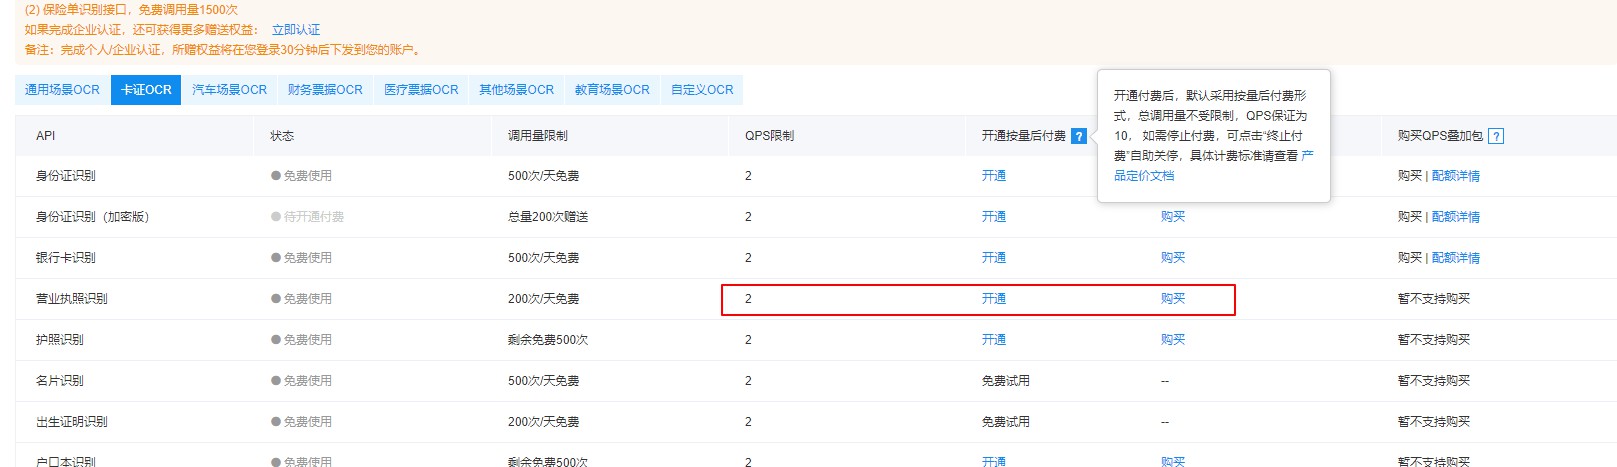 (2) 保险单识别接口，免费调用量1500次
如果完成企业认证，还可获得更多赠送权益： 立即认证
备注：完成个人/企业认证，所赠权益将在您登录30分钟后下发到您的账户。
通用场景OCR 卡证OCR 汽车场景OCR 财务票据OCR 医疗票据OCR 其他场景OCR 教育场景OCR 自定义OCR
开通付费后，默认采用按量后付费形
式，总调用量不受限制，QPS保证为
10， 如需停止付费，可点击“终止付
费”自助关停，具体计费标准请查看 产
品定价文档
API 状态 调用量限制 QPS限制 开通按量后付费 ? 购买QPS叠加包 ?
身份证识别 免费使用 500次/天免费 2 开通 购买 | 配额详情
身份证识别（加密版） 待开通付费 总量200次赠送 2 开通 购买 购买 | 配额详情
银行卡识别 免费使用 500次/天免费 2 开通 购买 购买 | 配额详情
营业执照识别 免费使用 200次/天免费 2 开通 购买 暂不支持购买
护照识别 免费使用 剩余免费500次 2 开通 购买 暂不支持购买
名片识别 免费使用 500次/天免费 2 免费试用 -- 暂不支持购买
出生证明识别 免费使用 200次/天免费 2 免费试用 -- 暂不支持购买
户口本识别 免费使用 剩余免费500次 2 开通 购买 暂不支持购买